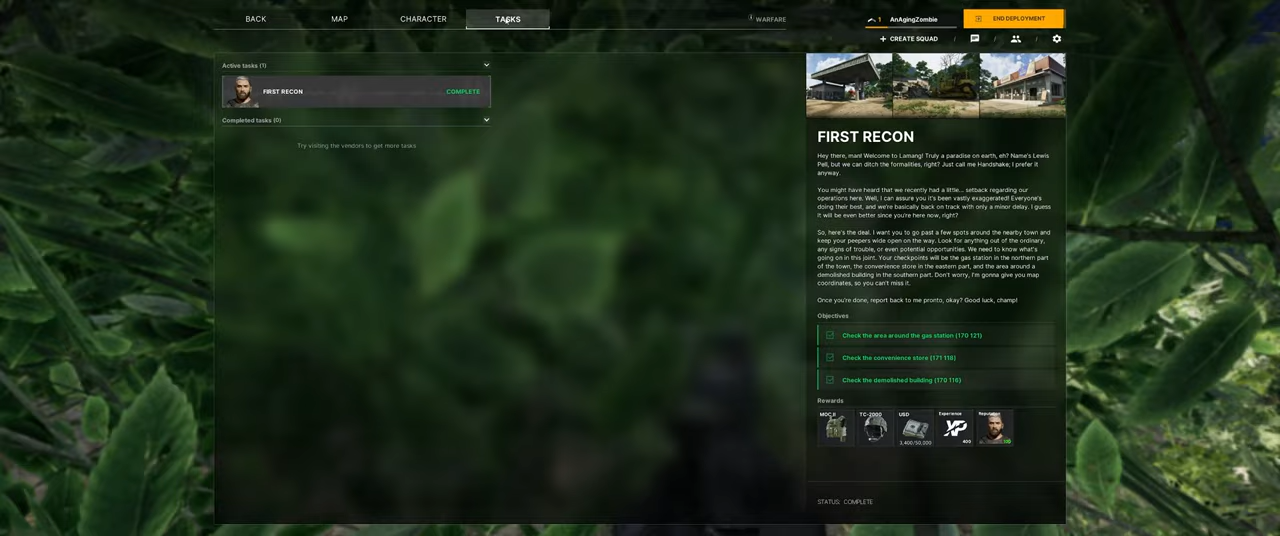 BACK
MAP
CHARACTER
TASKS
WARFARE
1
AnAgingZombie
END DEPLOYMENT
CREATE SQUAD
/
/
/
Active tasks (1)
FIRST RECON
COMPLETE
Completed tasks (0)
Try visiting the vendors to get more tasks
FIRST RECON
Hey there, man! Welcome to Lamang! Truly a paradise on earth, eh? Name's Lewis
Pell, but we can ditch the formalities, right? Just call me Handshake; I prefer it
anyway.
You might have heard that we recently had a little... setback regarding our
operations here. Well, I can assure you it's been vastly exaggerated! Everyone's
doing their best, and we're basically back on track with only a minor delay. I guess
it will be even better since you're here now, right?
So, here's the deal. I want you to go past a few spots around the nearby town and
keep your peepers wide open on the way. Look for anything out of the ordinary,
any signs of trouble, or even potential opportunities. We need to know what's
going on in this joint. Your checkpoints will be the gas station in the northern part
of the town, the convenience store in the eastern part, and the area around a
demolished building in the southern part. Don't worry, I'm gonna give you map
coordinates, so you can't miss it.
Once you're done, report back to me pronto, okay? Good luck, champ!
Objectives
Check the area around the gas station (170 121)
Check the convenience store (171 118)
Check the demolished building (170 116)
Rewards
MOC II
TC-2000
USD
3,400/50,000
Experience
XP
400
Reputation
STATUS: COMPLETE